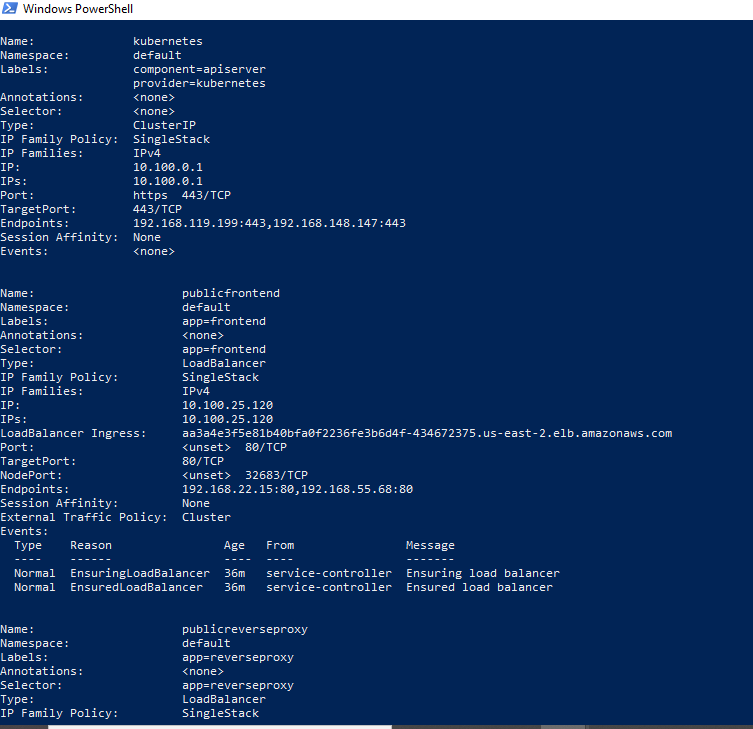 Windows PowerShell
Name: kubernetes
Namespace: default
Labels: component=apiserver
provider=kubernetes
Annotations: <none>
Selector: <none>
Type: ClusterIP
IP Family Policy: SingleStack
IP Families: IPv4
IP: 10.100.0.1
IPs: 10.100.0.1
Port: https 443/TCP
TargetPort: 443/TCP
Endpoints: 192.168.119.199:443,192.168.148.147:443
Session Affinity: None
Events: <none>
Name: publicfrontend
Namespace: default
Labels: app=frontend
Annotations: <none>
Selector: app=frontend
Type: LoadBalancer
IP Family Policy: SingleStack
IP Families: IPv4
IP: 10.100.25.120
IPs: 10.100.25.120
LoadBalancer Ingress: aa3a4e3f5e81b40bfa0f2236fe3b6d4f-434672375.us-east-2.elb.amazonaws.com
Port: <unset> 80/TCP
TargetPort: 80/TCP
NodePort: <unset> 32683/TCP
Endpoints: 192.168.22.15:80,192.168.55.68:80
Session Affinity: None
External Traffic Policy: Cluster
Events:
Type Reason Age From Message
---- ------ ---- ---- -------
Normal EnsuringLoadBalancer 36m service-controller Ensuring load balancer
Normal EnsuredLoadBalancer 36m service-controller Ensured load balancer
Name: publicreverseproxy
Namespace: default
Labels: app=reverseproxy
Annotations: <none>
Selector: app=reverseproxy
Type: LoadBalancer
IP Family Policy: SingleStack